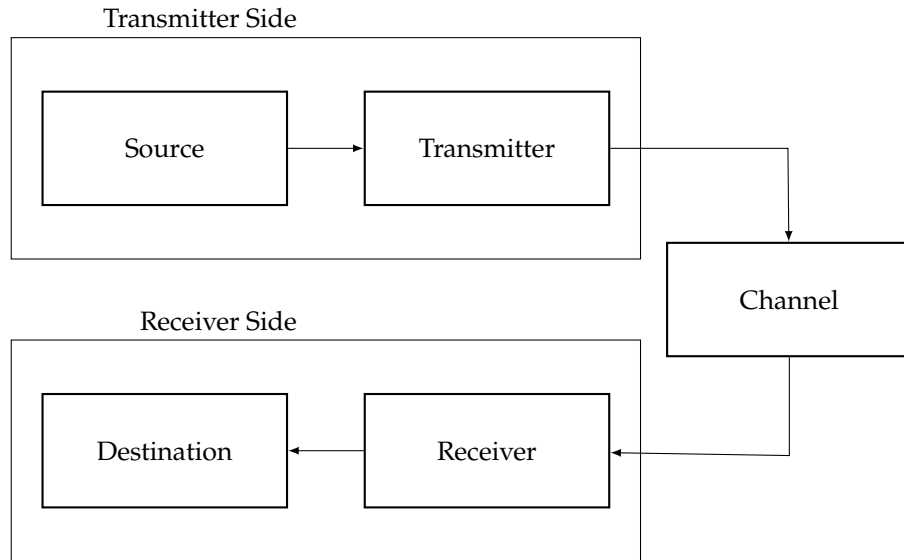 Transmitter Side
Source
Transmitter
Channel
Receiver Side
Destination
Receiver